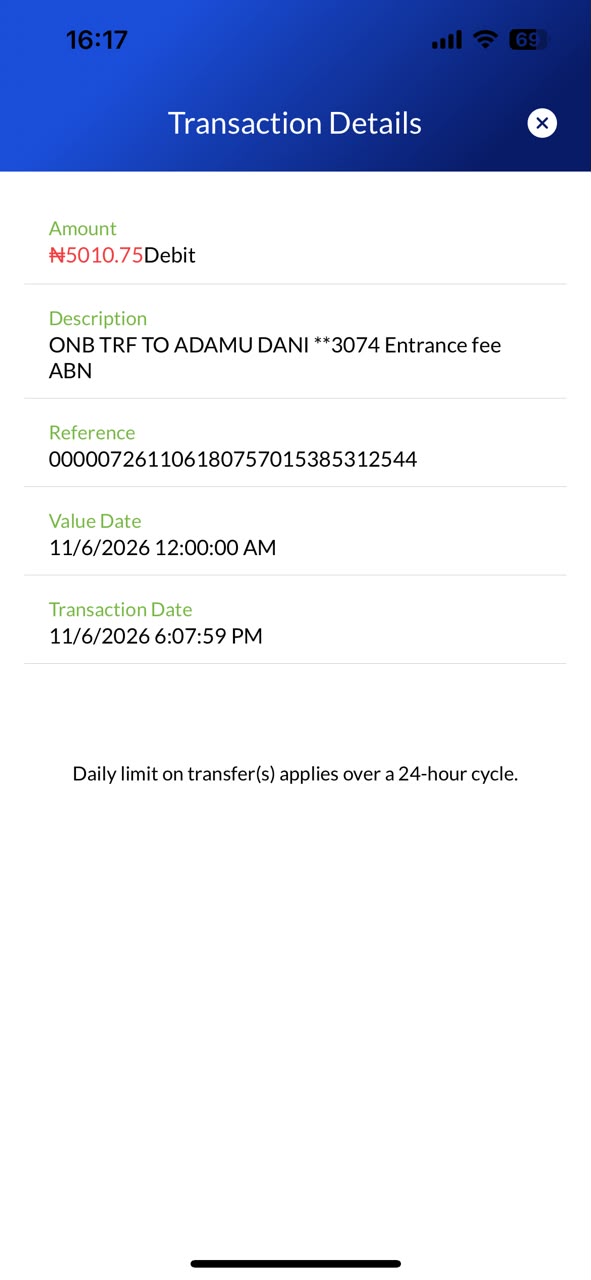 16:17
69
Transaction Details
Amount
₦5010.75Debit
Description
ONB TRF TO ADAMU DANI **3074 Entrance fee
ABN
Reference
000007261106180757015385312544
Value Date
11/6/2026 12:00:00 AM
Transaction Date
11/6/2026 6:07:59 PM
Daily limit on transfer(s) applies over a 24-hour cycle.